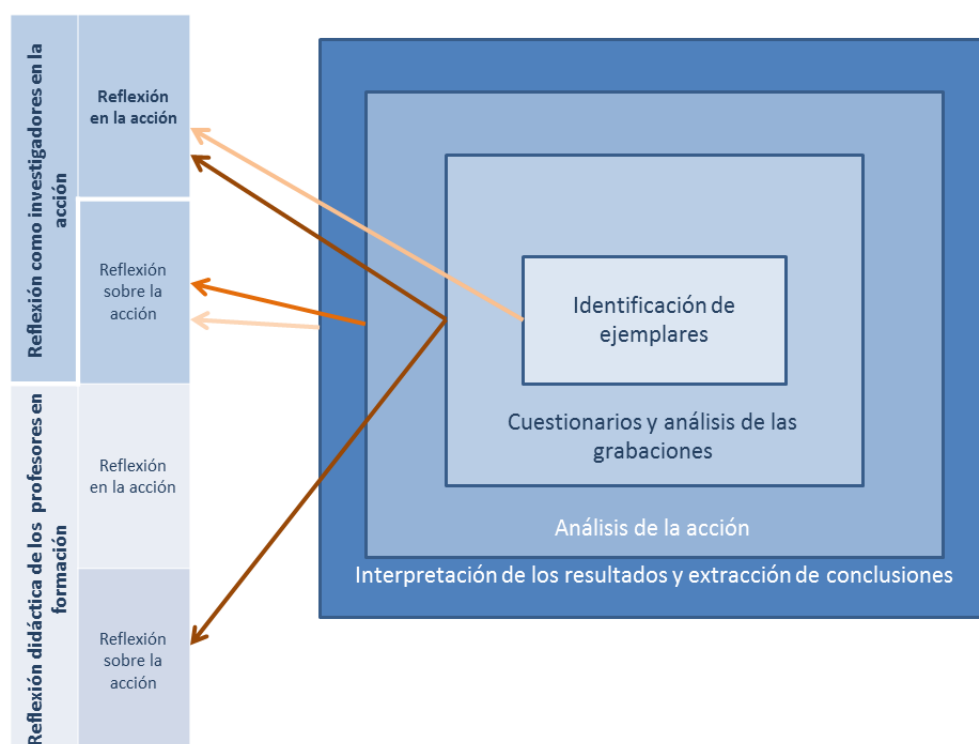 Reflexión como investigadores en la
acción
Reflexión
en la acción
Reflexión
sobre la
acción
Reflexión didáctica de los profesores en
formación
Reflexión
en la acción
Reflexión
sobre la
acción
Identificación de
ejemplares
Cuestionarios y análisis de las
grabaciones
Análisis de la acción
Interpretación de los resultados y extracción de conclusiones